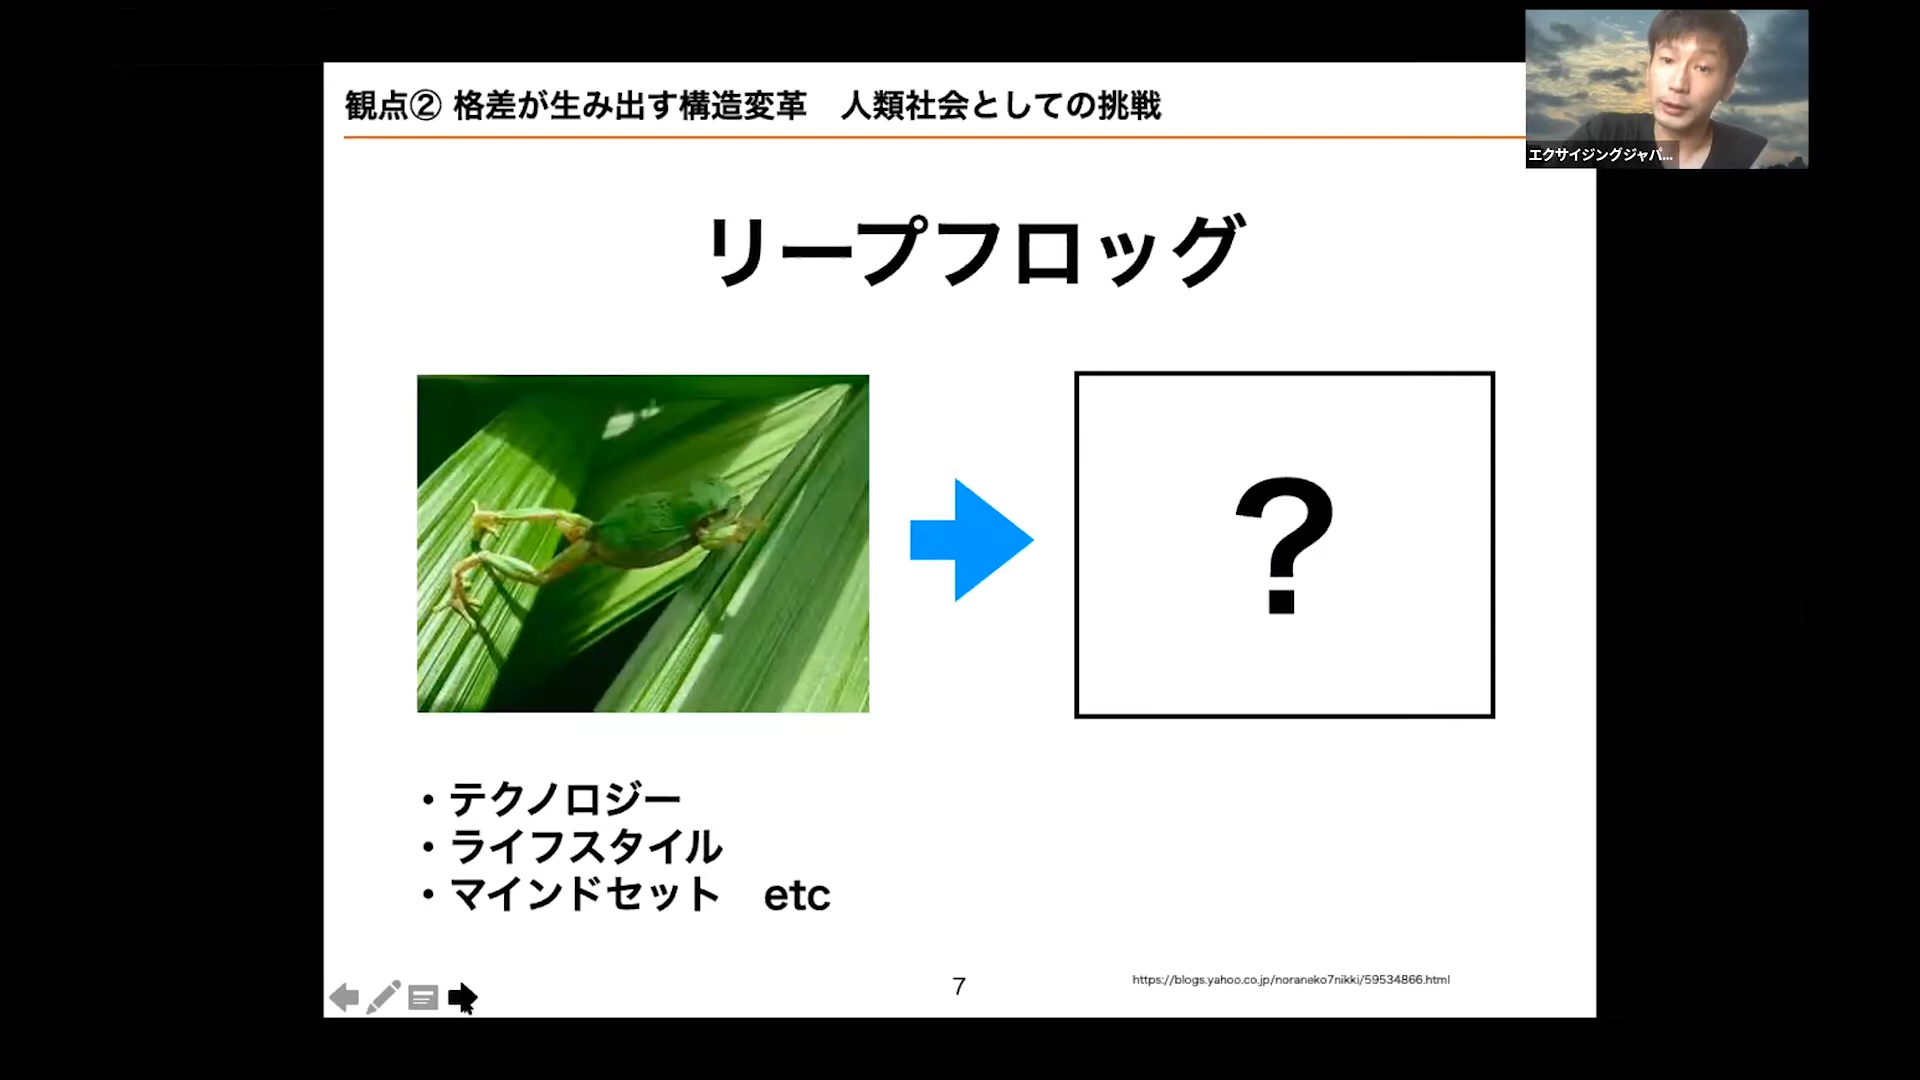 観点② 格差が生み出す構造変革　人類社会としての挑戦
エクサイジングジャパ...
リープフロッグ
?
・テクノロジー
・ライフスタイル
・マインドセット　etc
7
https://blogs.yahoo.co.jp/noraneko7nikki/59534866.html